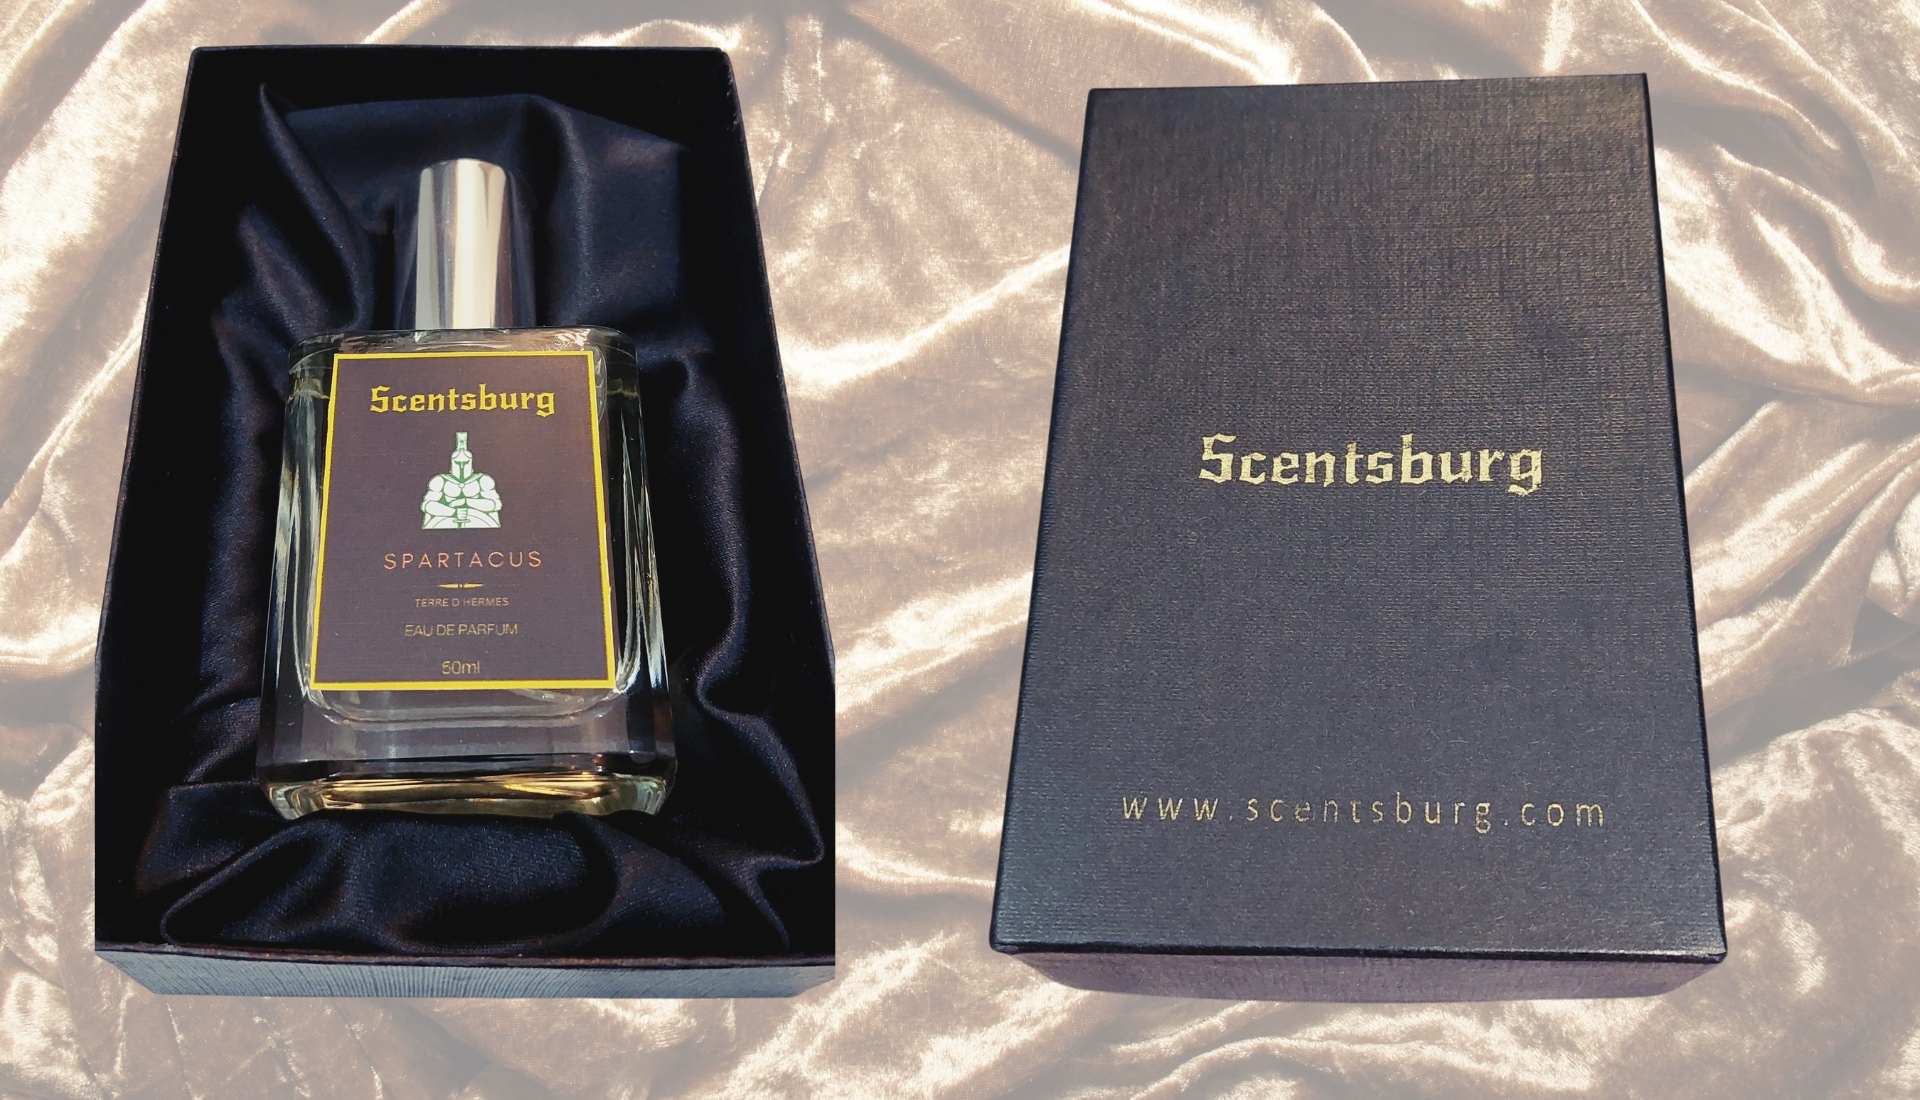 Scentsburg
SPARTACUS
TERRE D HERMES
EAU DE PARFUM
50ml
Scentsburg
www.scentsburg.com